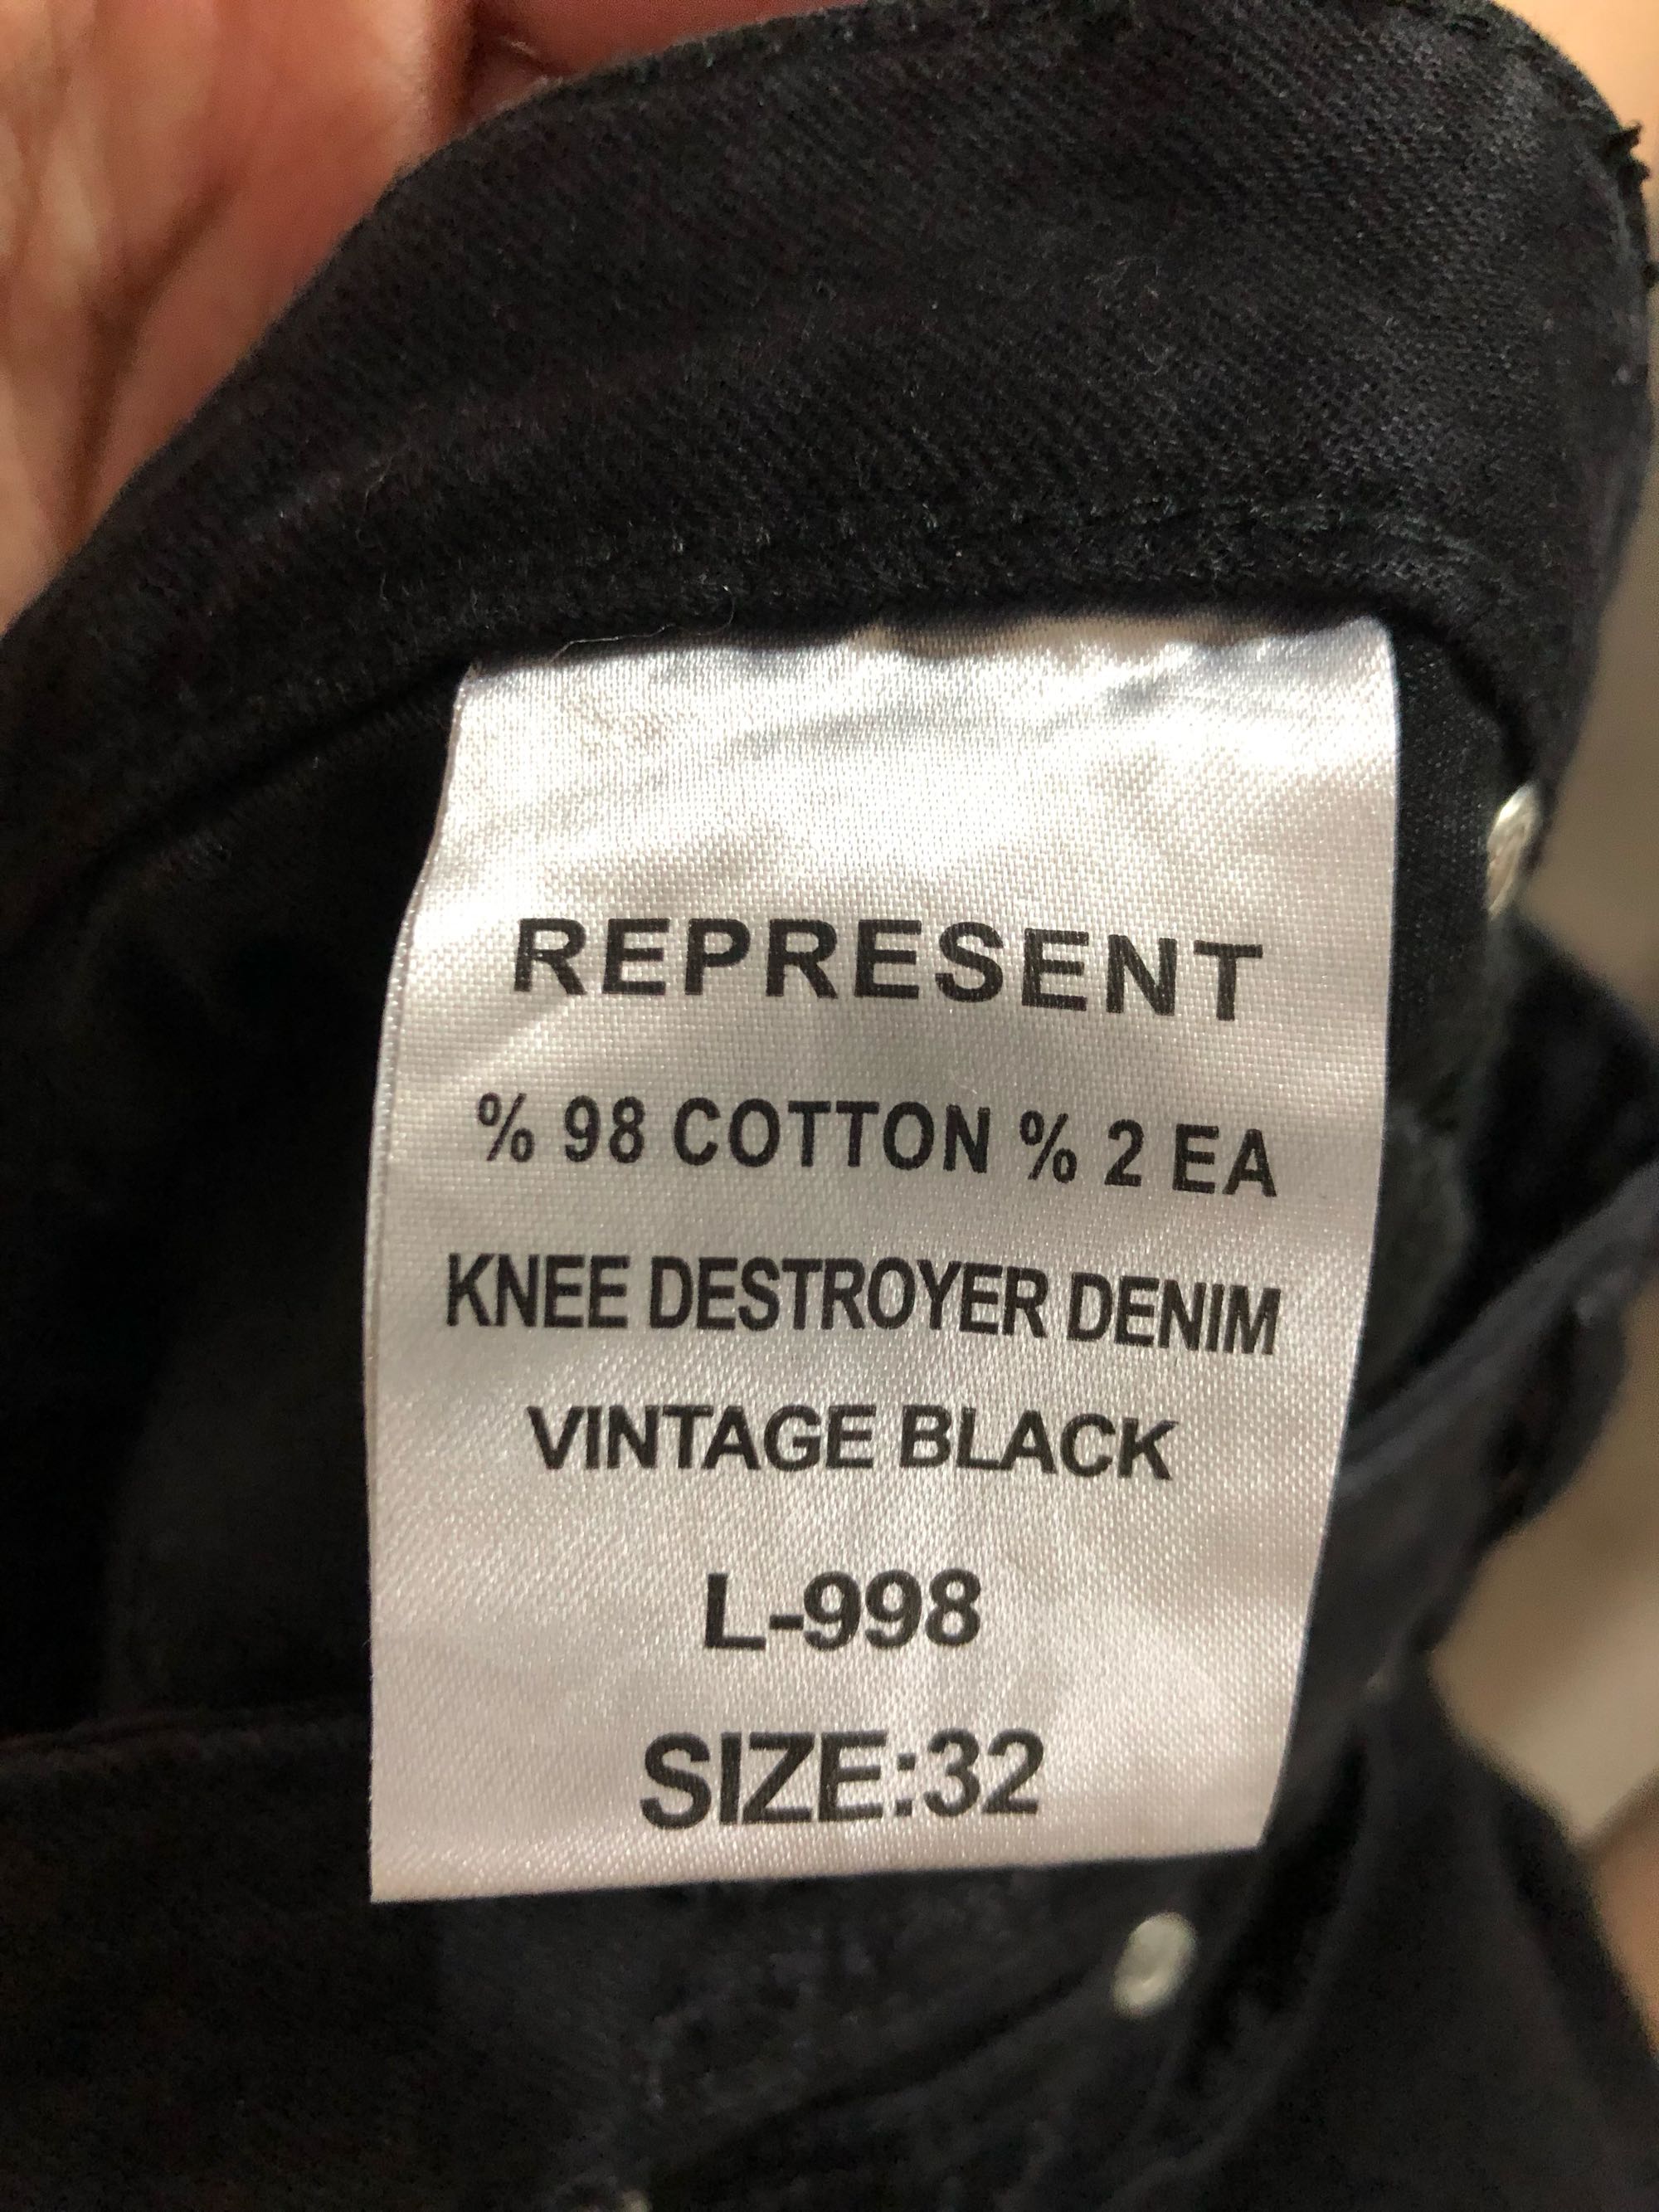 REPRESENT
% 98 COTTON % 2 EA
KNEE DESTROYER DENIM
VINTAGE BLACK
L-998
SIZE:32